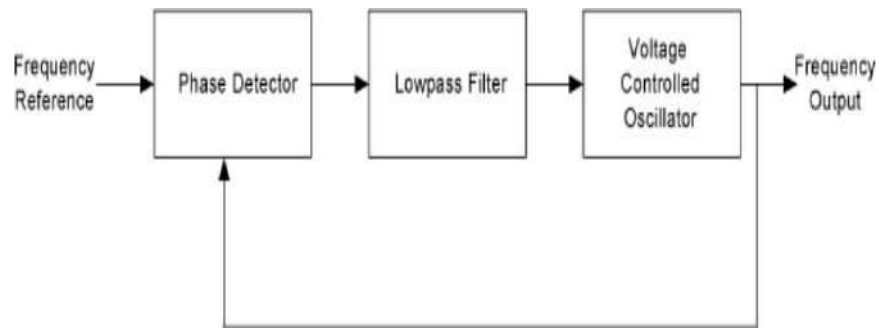 Frequency
Reference
Phase Detector
Lowpass Filter
Voltage
Controlled
Oscillator
Frequency
Output